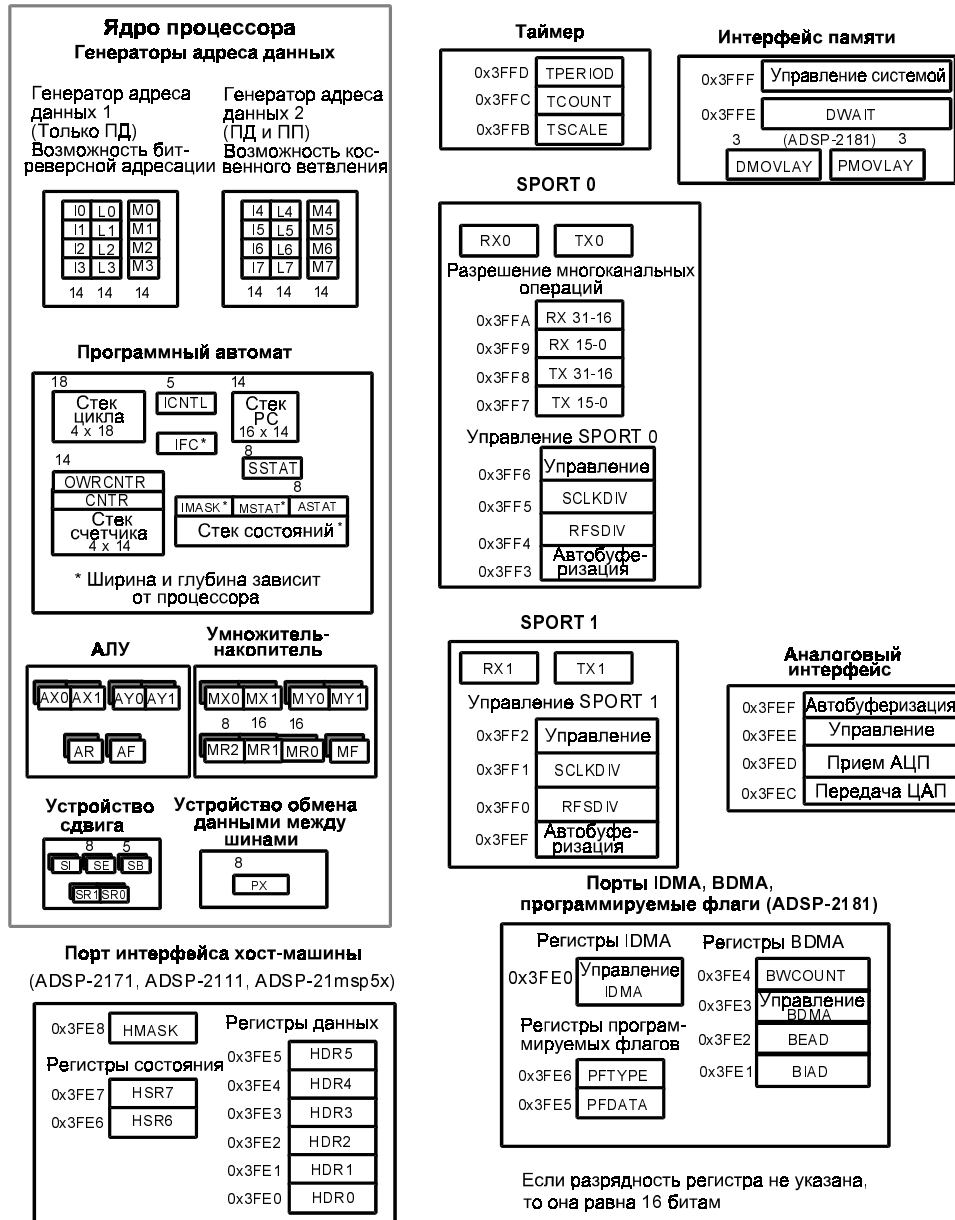 Ядро процессора
Генераторы адреса данных
Генератор адреса
данных 1
(Только ПД)
Возможность бит-
реверсной адресации
Генератор адреса
данных 2
(ПД и ПП)
Возможность кос-
венного ветвления
I0 L0 M0
I1 L1 M1
I2 L2 M2
I3 L3 M3
14 14 14
I4 L4 M4
I5 L5 M5
I6 L6 M6
I7 L7 M7
14 14 14
Программный автомат
18
Стек
цикла
4 x 18
5
ICNTL
IFC*
14
Стек
PC
16 x 14
8
SSTAT
14
OWRCNTR
CNTR
Стек
счетчика
4 x 14
8
IMASK* MSTAT* ASTAT
Стек состояний*
* Ширина и глубина зависит
от процессора
АЛУ
AX0 AX1 AY0 AY1
AR AF
Умножитель-
накопитель
MX0 MX1 MY0 MY1
8 16 16
MR2 MR1 MR0 MF
Устройство
сдвига
8 5
SI SE SB
SR1 SR0
Устройство обмена
данными между
шинами
8
PX
Порт интерфейса хост-машины
(ADSP-2171, ADSP-2111, ADSP-21msp5x)
0x3FE8 HMASK
Регистры состояния
0x3FE7 HSR7
0x3FE6 HSR6
Регистры данных
0x3FE5 HDR5
0x3FE4 HDR4
0x3FE3 HDR3
0x3FE2 HDR2
0x3FE1 HDR1
0x3FE0 HDR0
Таймер
0x3FFD TPERIOD
0x3FFC TCOUNT
0x3FFB TSCALE
Интерфейс памяти
0x3FFF Управление системой
0x3FFE DWAIT
3 (ADSP-2181) 3
DMOVLAY PMOVLAY
SPORT 0
RX0 TX0
Разрешение многоканальных
операций
0x3FFA RX 31-16
0x3FF9 RX 15-0
0x3FF8 TX 31-16
0x3FF7 TX 15-0
Управление SPORT 0
0x3FF6 Управление
0x3FF5 SCLKDIV
0x3FF4 RFSDIV
0x3FF3 Автобуфе-
ризация
SPORT 1
RX1 TX1
Управление SPORT 1
0x3FF2 Управление
0x3FF1 SCLKDIV
0x3FF0 RFSDIV
0x3FEF Автобуфе-
ризация
Аналоговый
интерфейс
0x3FEF Автобуферизация
0x3FEE Управление
0x3FED Прием АЦП
0x3FEC Передача ЦАП
Порты IDMA, BDMA,
программируемые флаги (ADSP-2181)
Регистры IDMA
0x3FE0 Управление
IDMA
Регистры програм-
мируемых флагов
0x3FE6 PFTYPE
0x3FE5 PFDATA
Регистры BDMA
0x3FE4 BWCOUNT
0x3FE3 Управление
BDMA
0x3FE2 BEAD
0x3FE1 BIAD
Если разрядность регистра не указана,
то она равна 16 битам